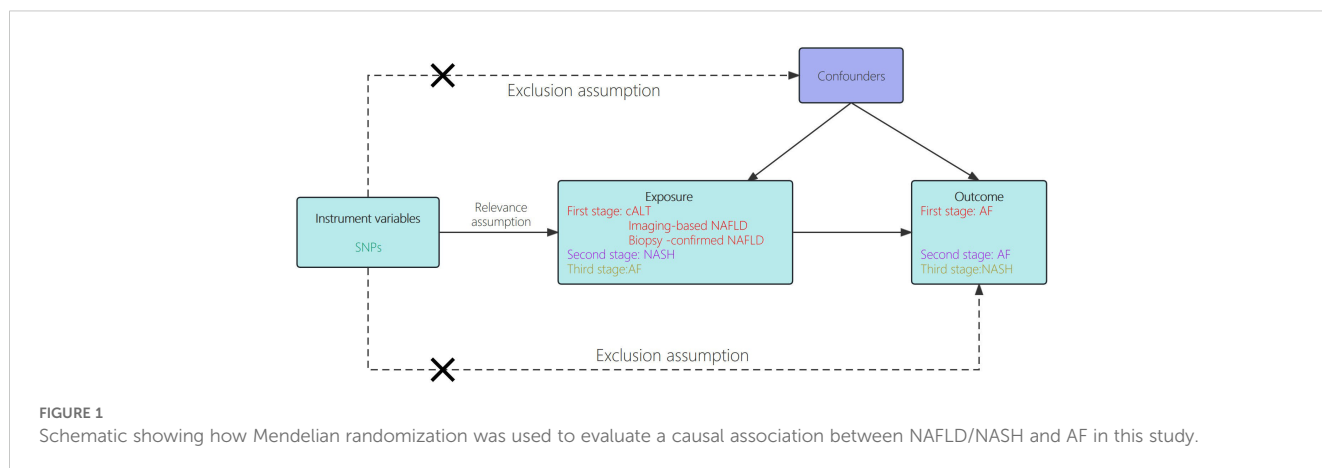 Confounders
Exclusion assumption
Instrument variables
SNPs
Relevance
assumption
Exposure
First stage: cALT
Imaging-based NAFLD
Biopsy -confirmed NAFLD
Second stage: NASH
Third stage:AF
Outcome
First stage: AF
Second stage: AF
Third stage:NASH
Exclusion assumption
FIGURE 1
Schematic showing how Mendelian randomization was used to evaluate a causal association between NAFLD/NASH and AF in this study.